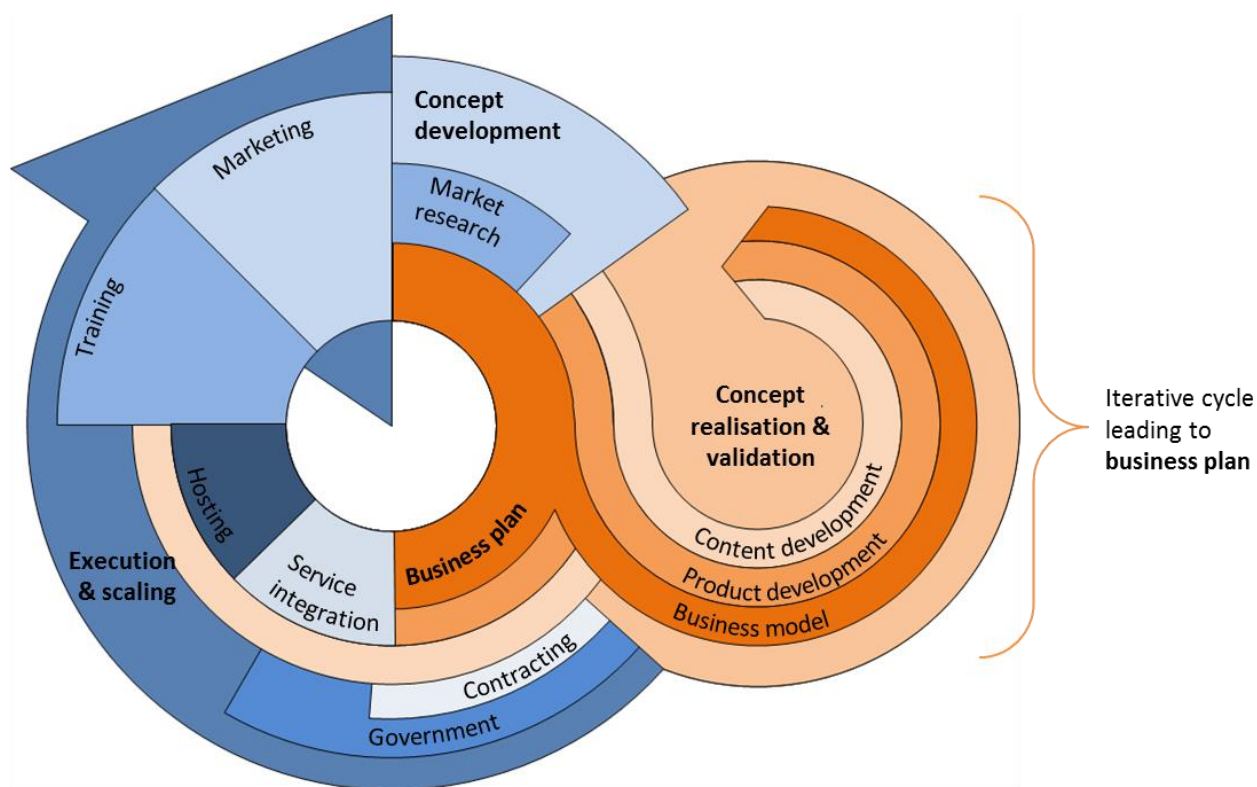 Concept
development
Marketing
Market
research
Training
Concept
realisation &
validation
Iterative cycle
leading to
business plan
Content development
Product development
Business model
Hosting
Business plan
Execution
& scaling
Service
integration
Contracting
Government